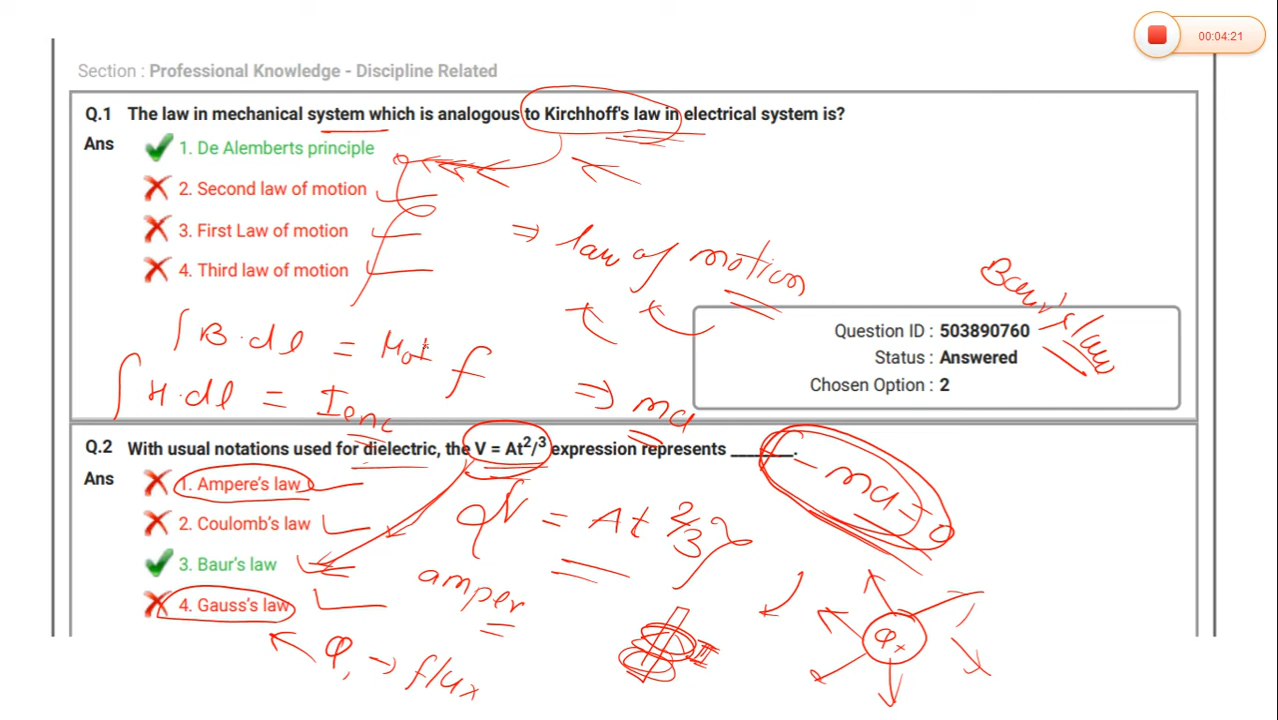 00:04:21
Section : Professional Knowledge - Discipline Related
Q.1 The law in mechanical system which is analogous to Kirchhoff's law in electrical system is?
Ans 1. De Alemberts principle
2. Second law of motion
3. First Law of motion
4. Third law of motion
⇒ law of motion
Baur's law
Question ID : 503890760
Status : Answered
Chosen Option : 2
∫ B·dl =
∫ H·dl = Ienc
f ⇒ ma
Q.2 With usual notations used for dielectric, the V = At²/³ expression represents ______.
Ans 1. Ampere's law
2. Coulomb's law
3. Baur's law
4. Gauss's law
V = At 2/3
f - ma = 0
amper
φ, → flux